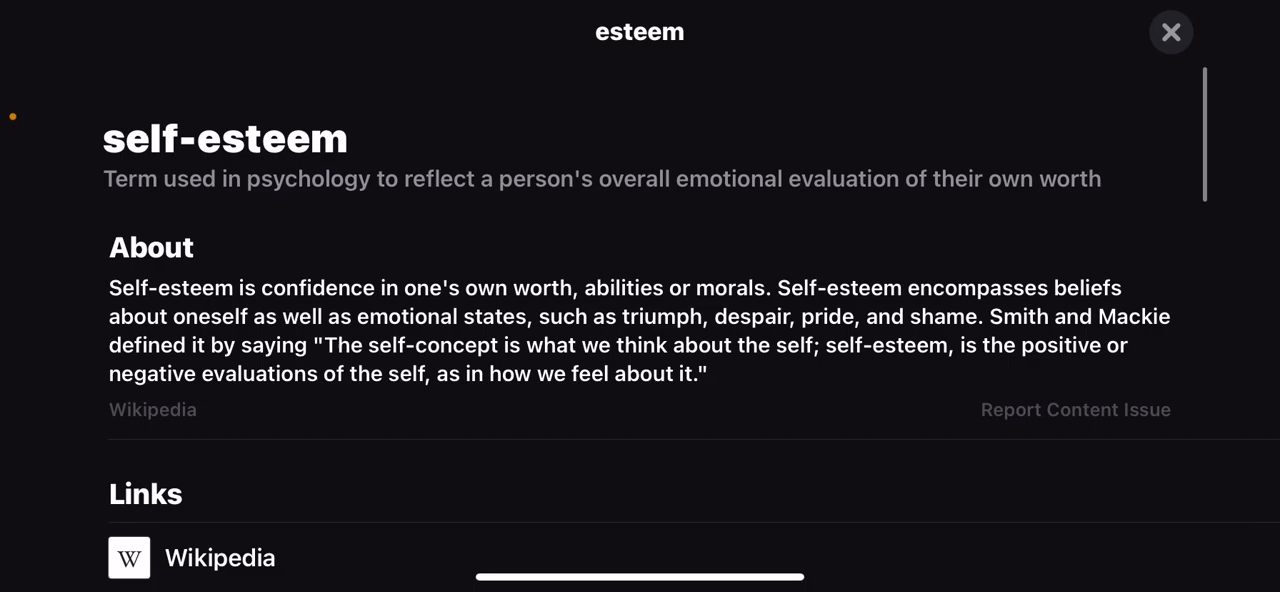 esteem
self-esteem
Term used in psychology to reflect a person's overall emotional evaluation of their own worth
About
Self-esteem is confidence in one's own worth, abilities or morals. Self-esteem encompasses beliefs
about oneself as well as emotional states, such as triumph, despair, pride, and shame. Smith and Mackie
defined it by saying "The self-concept is what we think about the self; self-esteem, is the positive or
negative evaluations of the self, as in how we feel about it."
Wikipedia
Report Content Issue
Links
W
Wikipedia